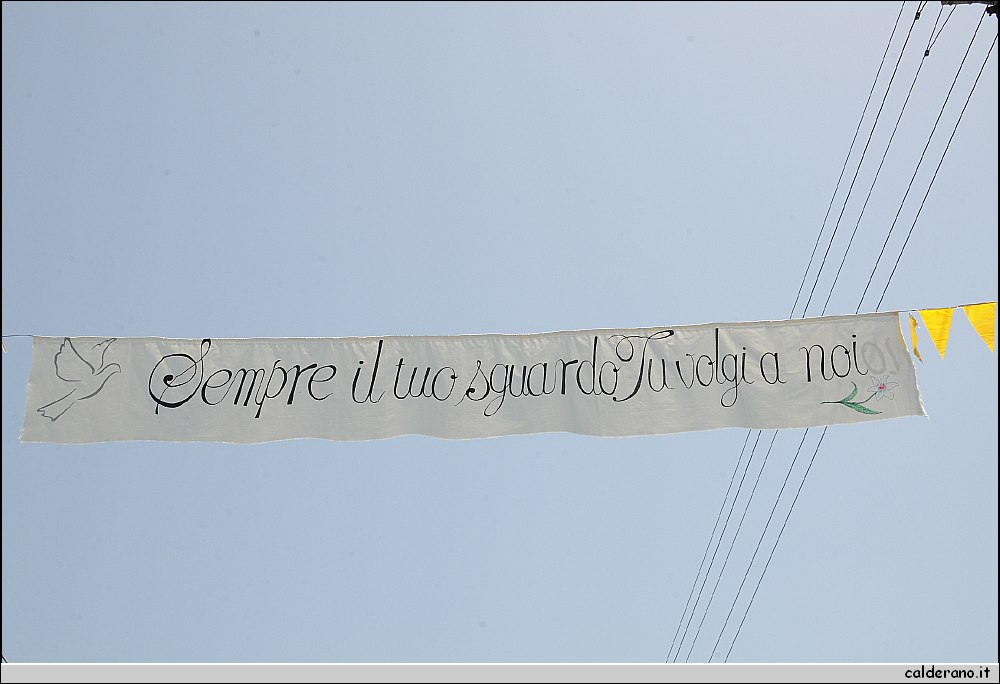 Sempre il tuo sguardo Tu volgi a noi
calderano.it